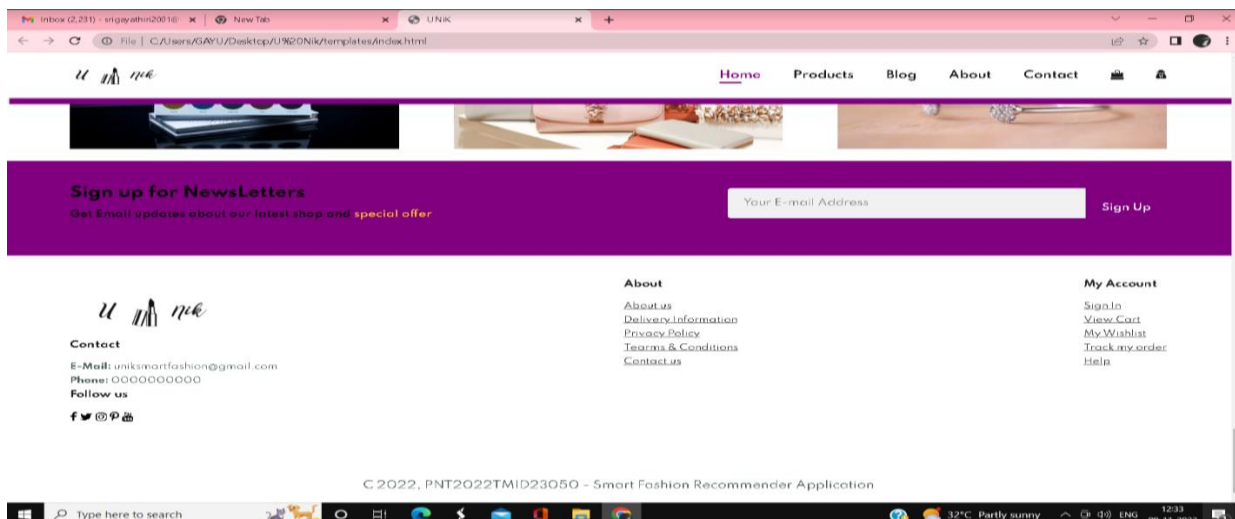 Inbox (2,231) - srigayathiri2001@ New Tab UNiK
File | C:/Users/GAYU/Desktop/U%20Nik/templates/index.html
U nik Home Products Blog About Contact
Sign up for NewsLetters
Get Email updates about our latest shop and special offer
Your E-mail Address
Sign Up
U nik
Contact
E-Mail: uniksmartfashion@gmail.com
Phone: 0000000000
Follow us
About
About us
Delivery Information
Privacy Policy
Tearms & Conditions
Contact us
My Account
Sign In
View Cart
My Wishlist
Track my order
Help
C 2022, PNT2022TMID23050 - Smart Fashion Recommender Application
Type here to search 32°C Partly sunny ENG 12:33